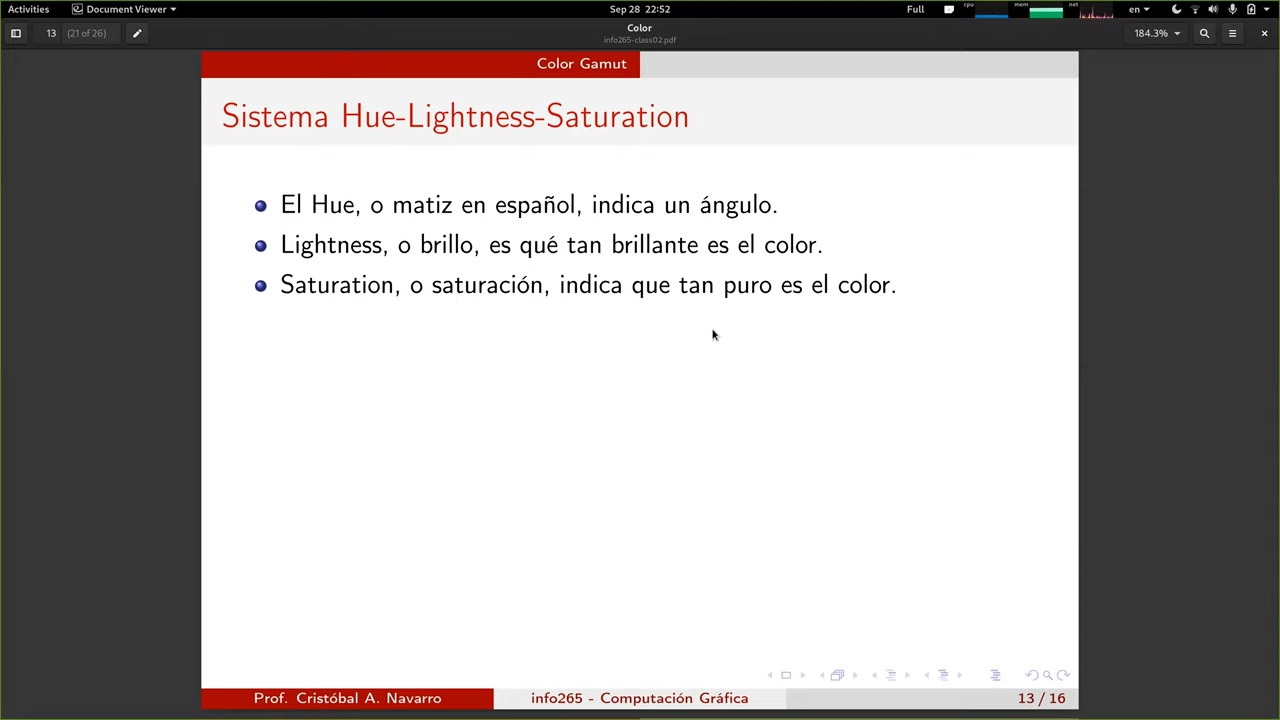 Activities
Document Viewer
Sep 28 22:52
Full
cpu
mem
net
en
13
(21 of 26)
Color
info265-class02.pdf
184.3%
Color Gamut
Sistema Hue-Lightness-Saturation
El Hue, o matiz en español, indica un ángulo.
Lightness, o brillo, es qué tan brillante es el color.
Saturation, o saturación, indica que tan puro es el color.
Prof. Cristóbal A. Navarro
info265 - Computación Gráfica
13 / 16